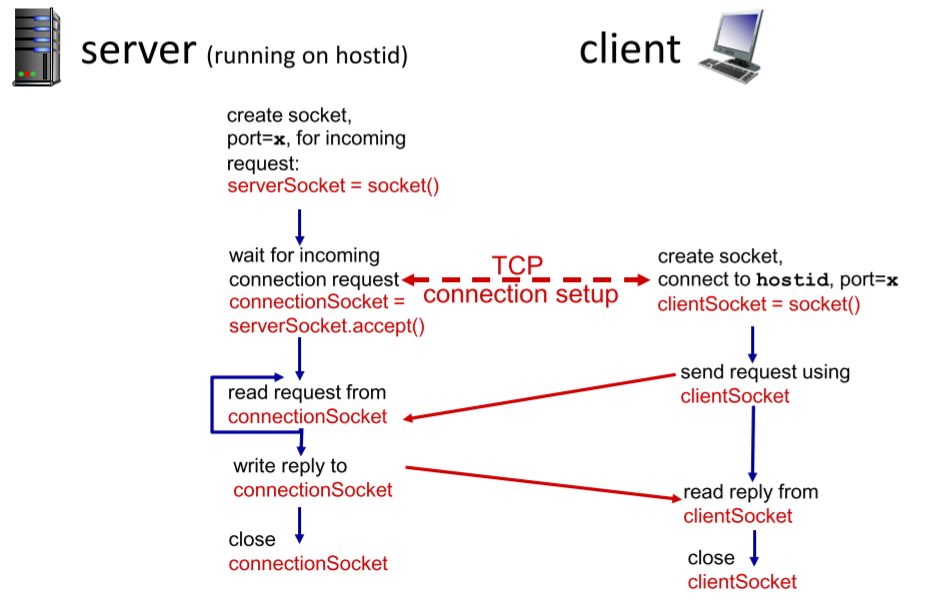 server (running on hostid)
client
create socket,
port=x, for incoming
request:
serverSocket = socket()
wait for incoming
connection request
connectionSocket =
serverSocket.accept()
TCP
connection setup
create socket,
connect to hostid, port=x
clientSocket = socket()
read request from
connectionSocket
send request using
clientSocket
write reply to
connectionSocket
read reply from
clientSocket
close
connectionSocket
close
clientSocket